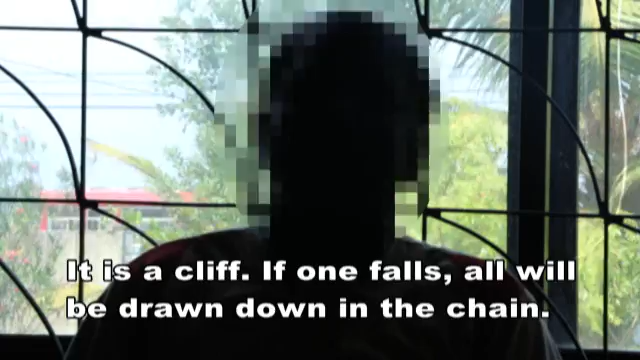 It is a cliff. If one falls, all will
be drawn down in the chain.